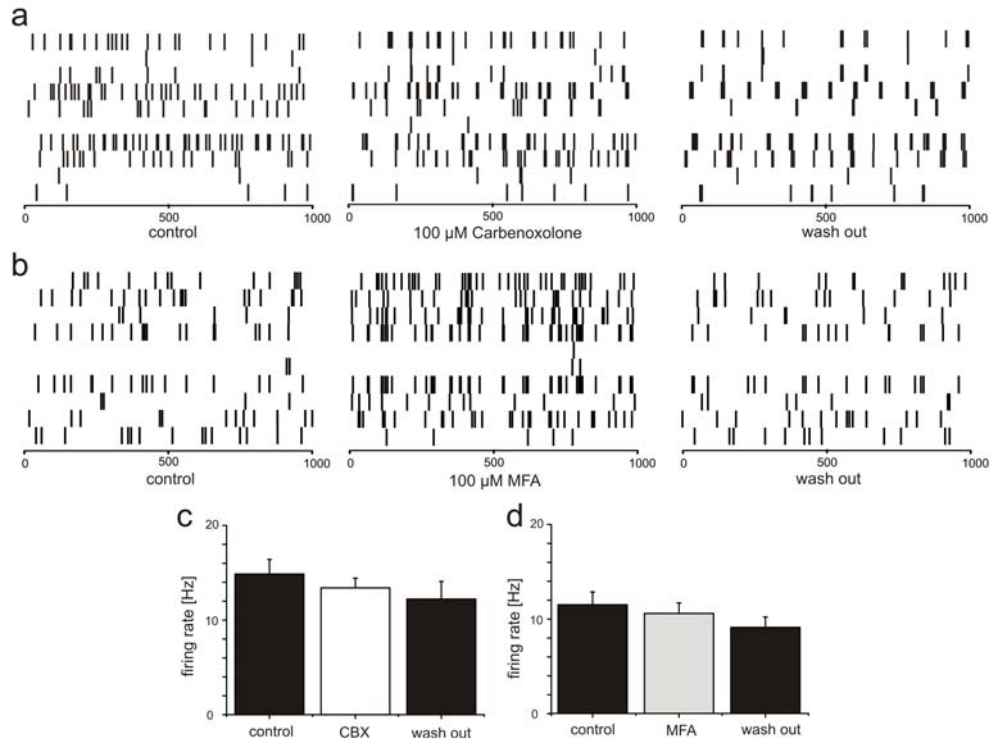 a
0 500 1000 0 500 1000 0 500 1000
control 100 µM Carbenoxolone wash out
b
0 500 1000 0 500 1000 0 500 1000
control 100 µM MFA wash out
c d
20 20
firing rate [Hz] firing rate [Hz]
10 10
0 0
control CBX wash out control MFA wash out